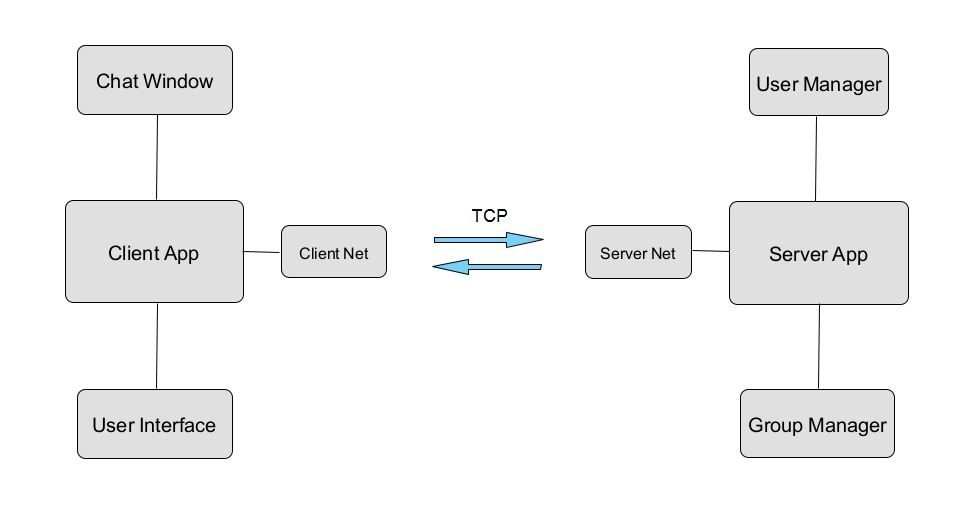 Chat Window
User Manager
TCP
Client App
Client Net
Server Net
Server App
User Interface
Group Manager